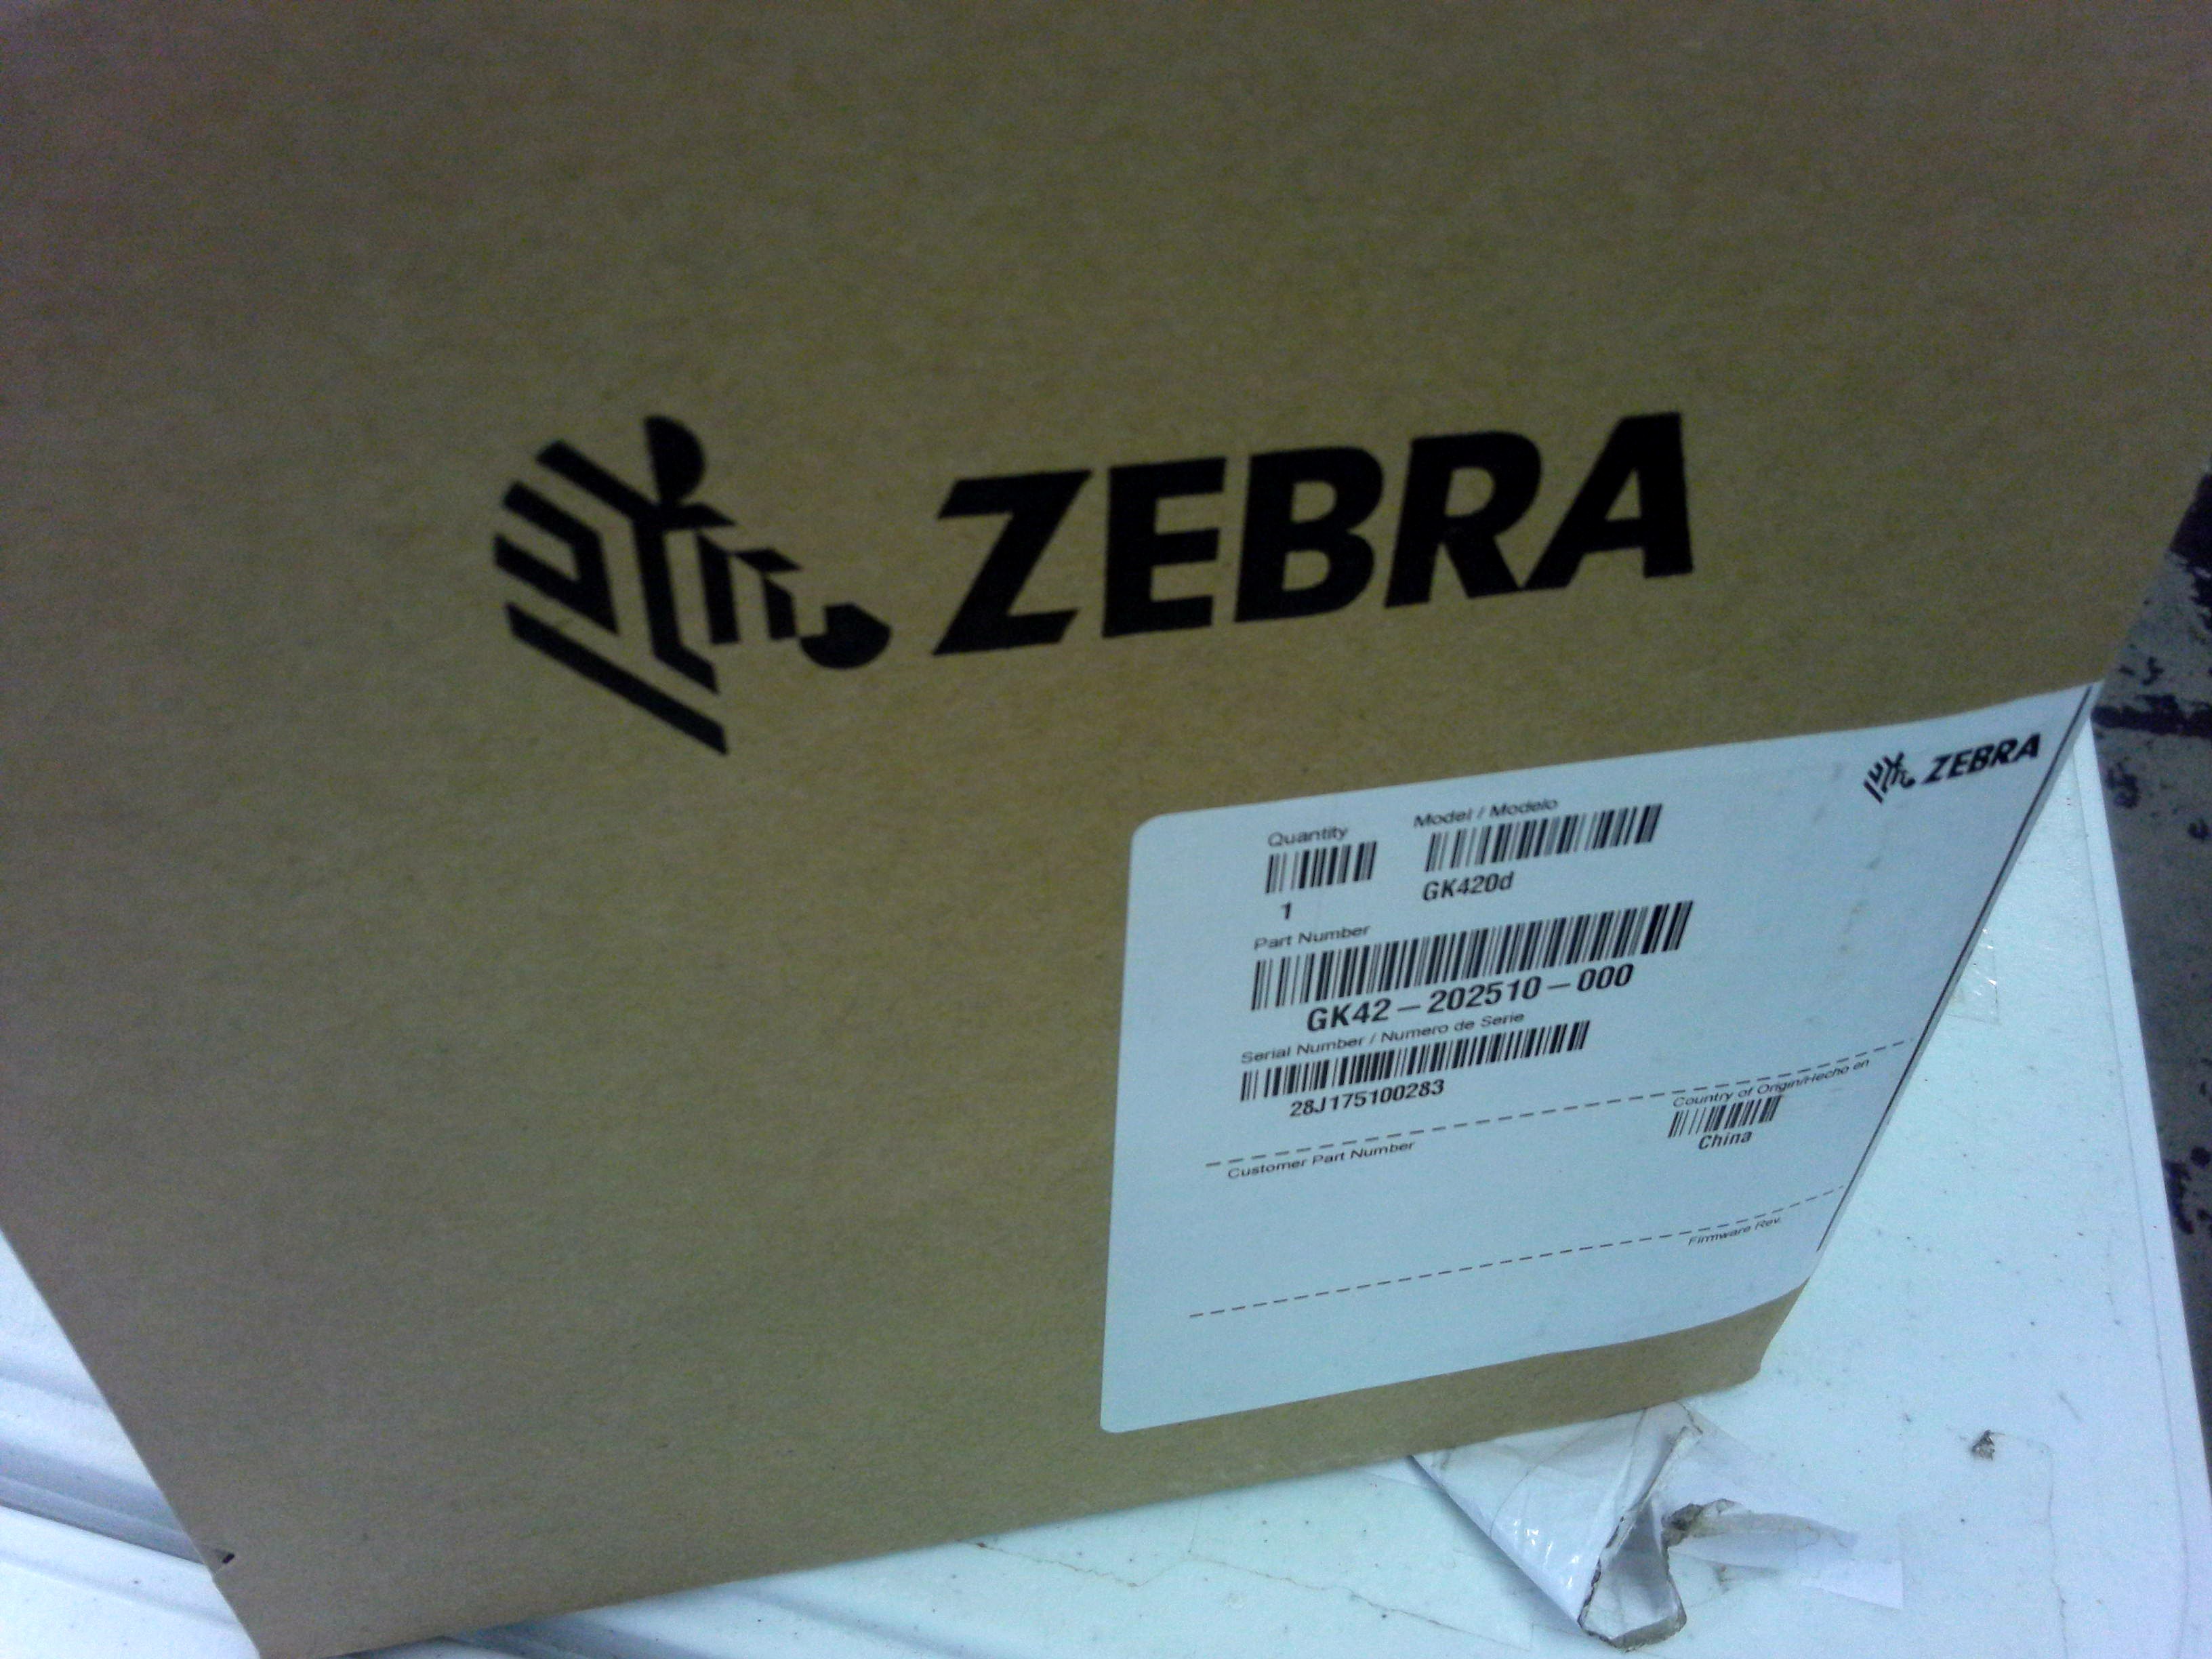 ZEBRA
ZEBRA
Quantity
Model / Modelo
1
GK420d
Part Number
GK42-202510-000
Serial Number / Numero de Serie
28J175100283
Country of Origin/Hecho en
China
Customer Part Number
Firmware Rev.